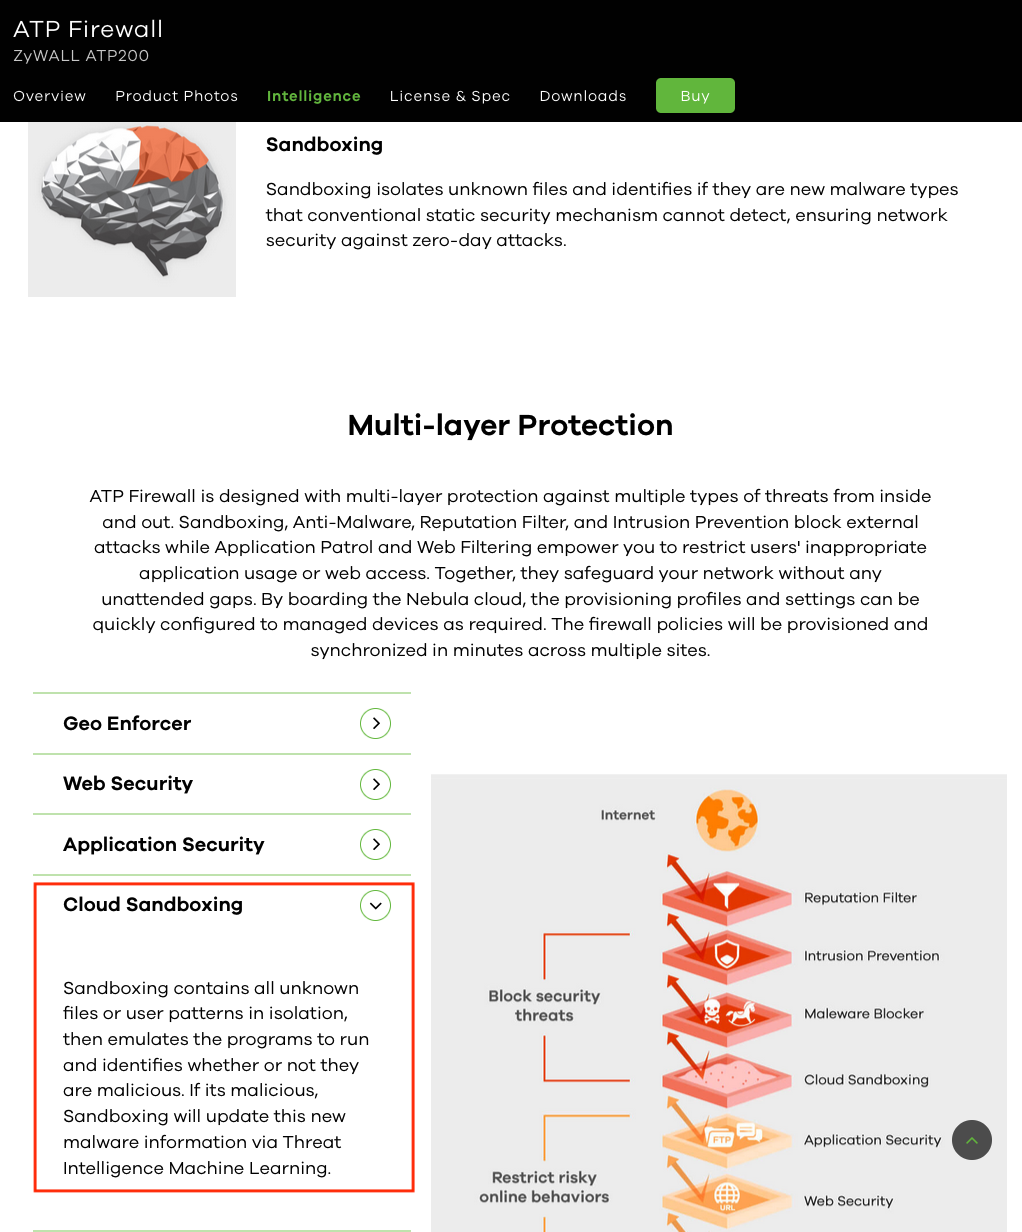 ATP Firewall
ZyWALL ATP200
Overview Product Photos Intelligence License & Spec Downloads Buy
Sandboxing
Sandboxing isolates unknown files and identifies if they are new malware types
that conventional static security mechanism cannot detect, ensuring network
security against zero-day attacks.
Multi-layer Protection
ATP Firewall is designed with multi-layer protection against multiple types of threats from inside
and out. Sandboxing, Anti-Malware, Reputation Filter, and Intrusion Prevention block external
attacks while Application Patrol and Web Filtering empower you to restrict users' inappropriate
application usage or web access. Together, they safeguard your network without any
unattended gaps. By boarding the Nebula cloud, the provisioning profiles and settings can be
quickly configured to managed devices as required. The firewall policies will be provisioned and
synchronized in minutes across multiple sites.
Geo Enforcer
Web Security
Application Security
Cloud Sandboxing
Sandboxing contains all unknown
files or user patterns in isolation,
then emulates the programs to run
and identifies whether or not they
are malicious. If its malicious,
Sandboxing will update this new
malware information via Threat
Intelligence Machine Learning.
Internet
Reputation Filter
Intrusion Prevention
Block security
threats
Maleware Blocker
Cloud Sandboxing
FTP
Application Security
Restrict risky
online behaviors
URL
Web Security